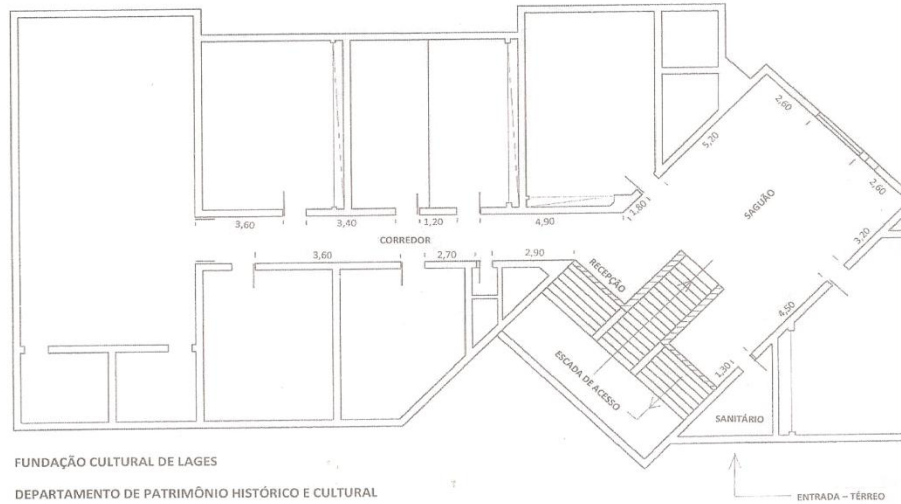 2,60
5,20
2,60
1,80
SAGUÃO
3,60
3,40
1,20
4,90
3,20
CORREDOR
3,60
2,70
2,90
RECEPÇÃO
4,50
ESCADA DE ACESSO
1,30
SANITÁRIO
FUNDAÇÃO CULTURAL DE LAGES
DEPARTAMENTO DE PATRIMÔNIO HISTÓRICO E CULTURAL
ENTRADA – TÉRREO